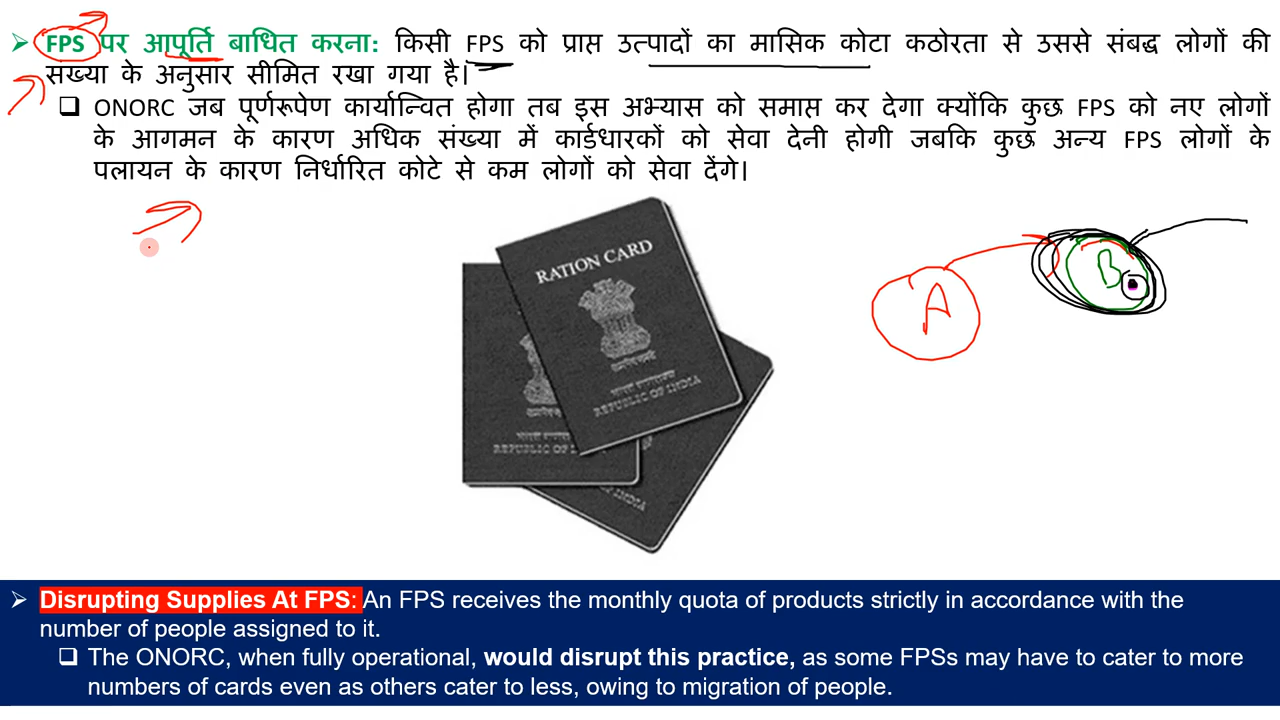 ➢ FPS पर आपूर्ति बाधित करना: किसी FPS को प्राप्त उत्पादों का मासिक कोटा कठोरता से उससे संबद्ध लोगों की
संख्या के अनुसार सीमित रखा गया है।
❑ ONORC जब पूर्णरूपेण कार्यान्वित होगा तब इस अभ्यास को समाप्त कर देगा क्योंकि कुछ FPS को नए लोगों
के आगमन के कारण अधिक संख्या में कार्डधारकों को सेवा देनी होगी जबकि कुछ अन्य FPS लोगों के
पलायन के कारण निर्धारित कोटे से कम लोगों को सेवा देंगे।
RATION CARD
REPUBLIC OF INDIA
REPUBLIC OF INDIA
A
B
➢ Disrupting Supplies At FPS: An FPS receives the monthly quota of products strictly in accordance with the
number of people assigned to it.
❑ The ONORC, when fully operational, would disrupt this practice, as some FPSs may have to cater to more
numbers of cards even as others cater to less, owing to migration of people.